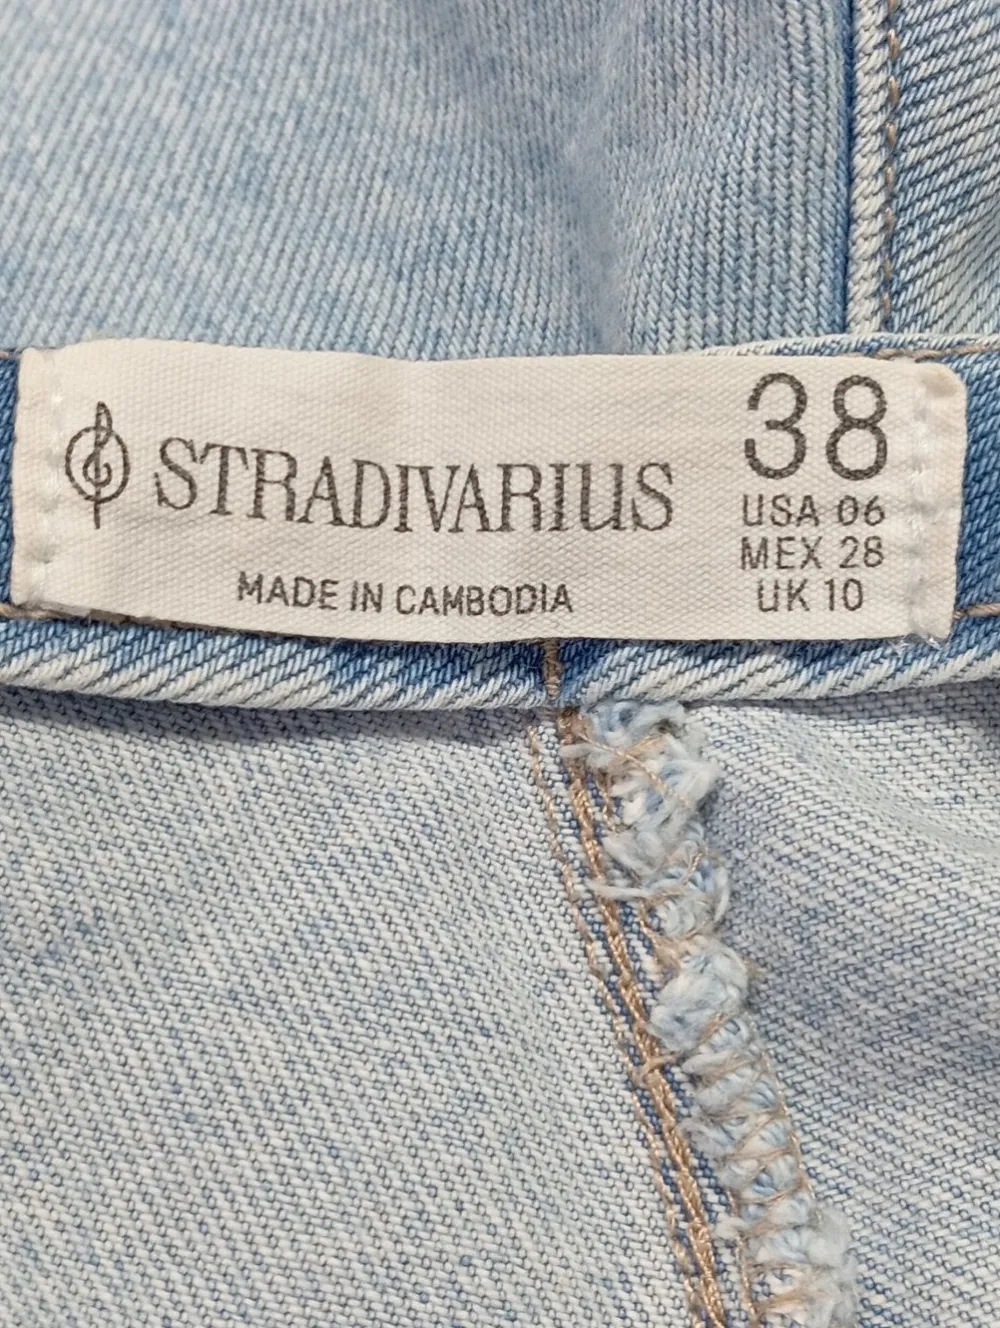 STRADIVARIUS
MADE IN CAMBODIA
38
USA 06
MEX 28
UK 10